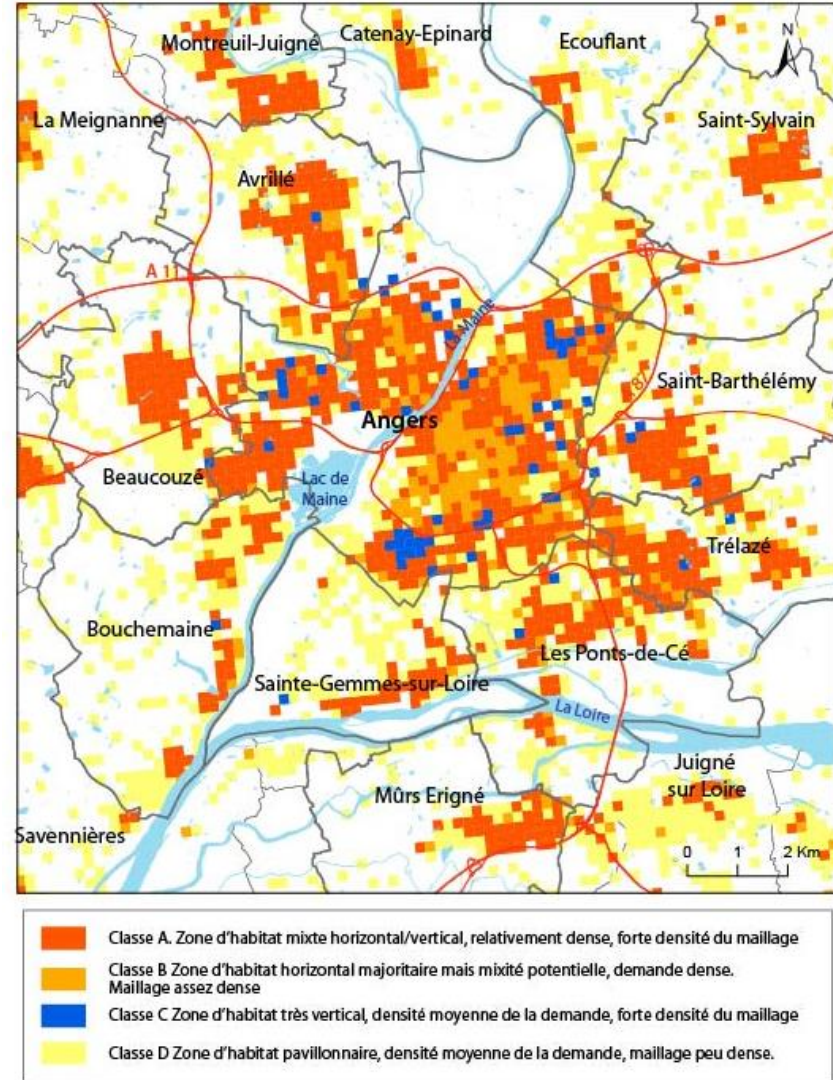 Montreuil-Juigné
Catenay-Epinard
Ecouflant
N
La Meignanne
Saint-Sylvain
Avrillé
A 11
La Maine
Saint-Barthélémy
87
Angers
Beaucouzé
Lac de
Maine
Trélazé
Bouchemaine
Les Ponts-de-Cé
Sainte-Gemmes-sur-Loire
La Loire
Juigné
sur Loire
Mûrs Erigné
Savennières
0 1 2 Km
Classe A. Zone d'habitat mixte horizontal/vertical, relativement dense, forte densité du maillage
Classe B Zone d'habitat horizontal majoritaire mais mixité potentielle, demande dense.
Maillage assez dense
Classe C Zone d'habitat très vertical, densité moyenne de la demande, forte densité du maillage
Classe D Zone d'habitat pavillonnaire, densité moyenne de la demande, maillage peu dense.